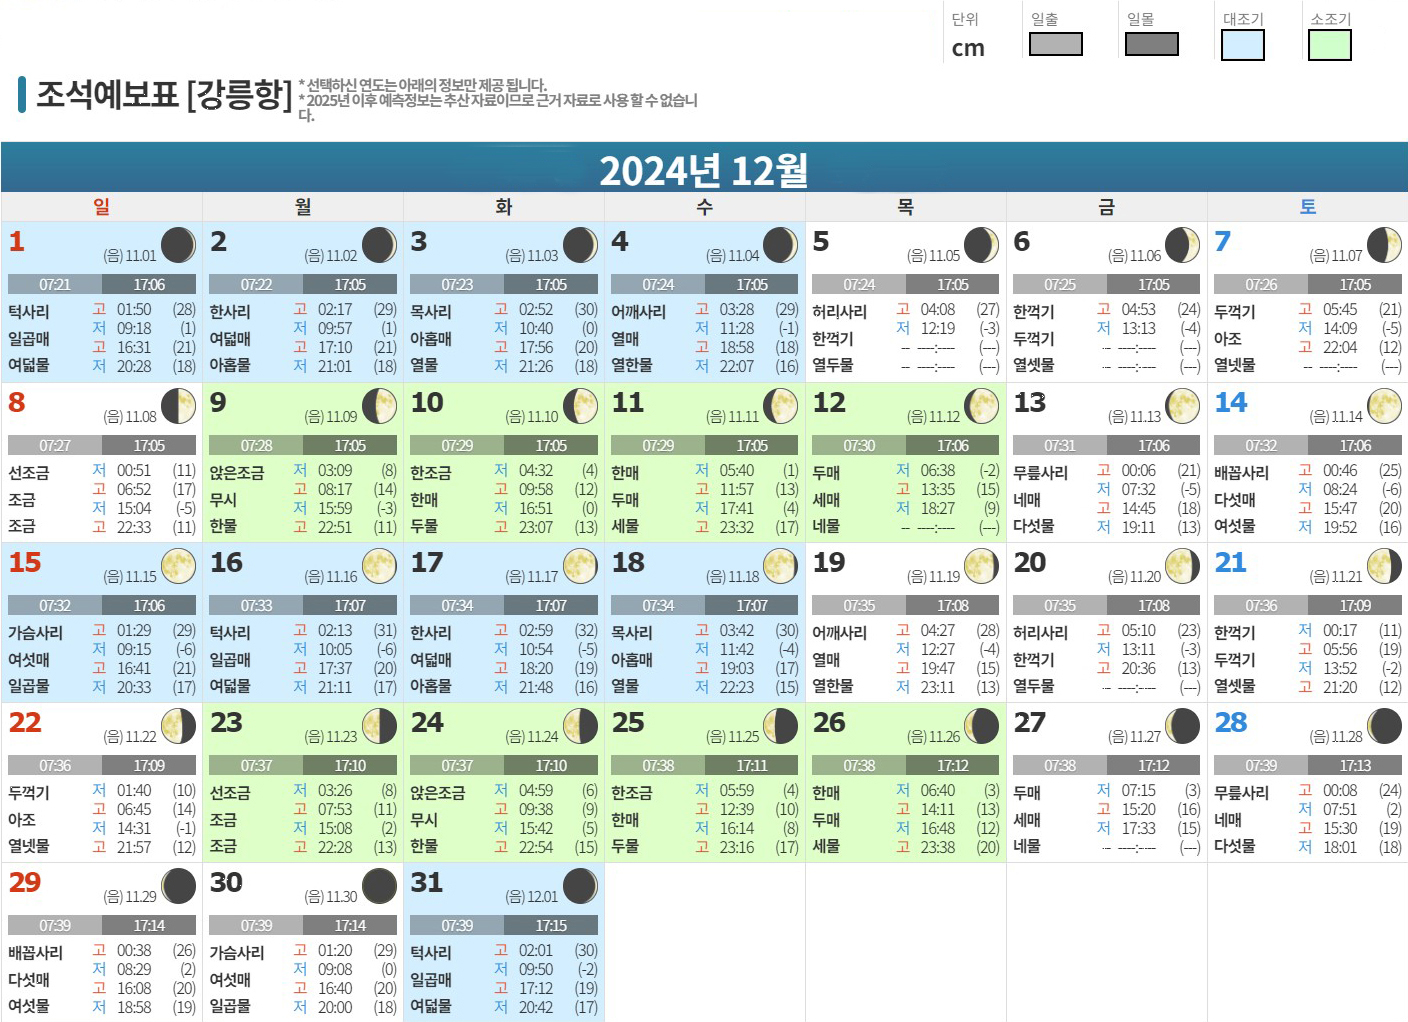 단위 일출 일몰 대조기 소조기
cm
조석예보표 [강릉항]
* 선택하신 연도는 아래의 정보만 제공 됩니다.
* 2025년 이후 예측정보는 추산 자료이므로 근거 자료로 사용 할 수 없습니
다.
2024년 12월
일 월 화 수 목 금 토
1 (음) 11.01
07:21 17:06
턱사리
일곱매
여덟물
고 01:50 (28)
저 09:18 (1)
고 16:31 (21)
저 20:28 (18)
2 (음) 11.02
07:22 17:05
한사리
여덟매
아홉물
고 02:17 (29)
저 09:57 (1)
고 17:10 (21)
저 21:01 (18)
3 (음) 11.03
07:23 17:05
목사리
아홉매
열물
고 02:52 (30)
저 10:40 (0)
고 17:56 (20)
저 21:26 (18)
4 (음) 11.04
07:24 17:05
어깨사리
열매
열한물
고 03:28 (29)
저 11:28 (-1)
고 18:58 (18)
저 22:07 (16)
5 (음) 11.05
07:24 17:05
허리사리
한꺽기
열두물
고 04:08 (27)
저 12:19 (-3)
-- ----:---- (---)
-- ----:---- (---)
6 (음) 11.06
07:25 17:05
한꺽기
두꺽기
열셋물
고 04:53 (24)
저 13:13 (-4)
-- ----:---- (---)
-- ----:---- (---)
7 (음) 11.07
07:26 17:05
두꺽기
아조
열넷물
고 05:45 (21)
저 14:09 (-5)
고 22:04 (12)
-- ----:---- (---)
8 (음) 11.08
07:27 17:05
선조금
조금
조금
저 00:51 (11)
고 06:52 (17)
저 15:04 (-5)
고 22:33 (11)
9 (음) 11.09
07:28 17:05
앉은조금
무시
한물
저 03:09 (8)
고 08:17 (14)
저 15:59 (-3)
고 22:51 (11)
10 (음) 11.10
07:29 17:05
한조금
한매
두물
저 04:32 (4)
고 09:58 (12)
저 16:51 (0)
고 23:07 (13)
11 (음) 11.11
07:29 17:05
한매
두매
세물
저 05:40 (1)
고 11:57 (13)
저 17:41 (4)
고 23:32 (17)
12 (음) 11.12
07:30 17:06
두매
세매
네물
저 06:38 (-2)
고 13:35 (15)
저 18:27 (9)
-- ----:---- (---)
13 (음) 11.13
07:31 17:06
무릎사리
네매
다섯물
고 00:06 (21)
저 07:32 (-5)
고 14:45 (18)
저 19:11 (13)
14 (음) 11.14
07:32 17:06
배꼽사리
다섯매
여섯물
고 00:46 (25)
저 08:24 (-6)
고 15:47 (20)
저 19:52 (16)
15 (음) 11.15
07:32 17:06
가슴사리
여섯매
일곱물
고 01:29 (29)
저 09:15 (-6)
고 16:41 (21)
저 20:33 (17)
16 (음) 11.16
07:33 17:07
턱사리
일곱매
여덟물
고 02:13 (31)
저 10:05 (-6)
고 17:37 (20)
저 21:11 (17)
17 (음) 11.17
07:34 17:07
한사리
여덟매
아홉물
고 02:59 (32)
저 10:54 (-5)
고 18:20 (19)
저 21:48 (16)
18 (음) 11.18
07:34 17:07
목사리
아홉매
열물
고 03:42 (30)
저 11:42 (-4)
고 19:03 (17)
저 22:23 (15)
19 (음) 11.19
07:35 17:08
어깨사리
열매
열한물
고 04:27 (28)
저 12:27 (-4)
고 19:47 (15)
저 23:11 (13)
20 (음) 11.20
07:35 17:08
허리사리
한꺽기
열두물
고 05:10 (23)
저 13:11 (-3)
고 20:36 (13)
-- ----:---- (---)
21 (음) 11.21
07:36 17:09
한꺽기
두꺽기
열셋물
저 00:17 (11)
고 05:56 (19)
저 13:52 (-2)
고 21:20 (12)
22 (음) 11.22
07:36 17:09
두꺽기
아조
열넷물
저 01:40 (10)
고 06:45 (14)
저 14:31 (-1)
고 21:57 (12)
23 (음) 11.23
07:37 17:10
선조금
조금
조금
저 03:26 (8)
고 07:53 (11)
저 15:08 (2)
고 22:28 (13)
24 (음) 11.24
07:37 17:10
앉은조금
무시
한물
저 04:59 (6)
고 09:38 (9)
저 15:42 (5)
고 22:54 (15)
25 (음) 11.25
07:38 17:11
한조금
한매
두물
저 05:59 (4)
고 12:39 (10)
저 16:14 (8)
고 23:16 (17)
26 (음) 11.26
07:38 17:12
한매
두매
세물
저 06:40 (3)
고 14:11 (13)
저 16:48 (12)
고 23:38 (20)
27 (음) 11.27
07:38 17:12
두매
세매
네물
저 07:15 (3)
고 15:20 (16)
저 17:33 (15)
-- ----:---- (---)
28 (음) 11.28
07:39 17:13
무릎사리
네매
다섯물
고 00:08 (24)
저 07:51 (2)
고 15:30 (19)
저 18:01 (18)
29 (음) 11.29
07:39 17:14
배꼽사리
다섯매
여섯물
고 00:38 (26)
저 08:29 (2)
고 16:08 (20)
저 18:58 (19)
30 (음) 11.30
07:39 17:14
가슴사리
여섯매
일곱물
고 01:20 (29)
저 09:08 (0)
고 16:40 (20)
저 20:00 (18)
31 (음) 12.01
07:39 17:15
턱사리
일곱매
여덟물
고 02:01 (30)
저 09:50 (-2)
고 17:12 (19)
저 20:42 (17)